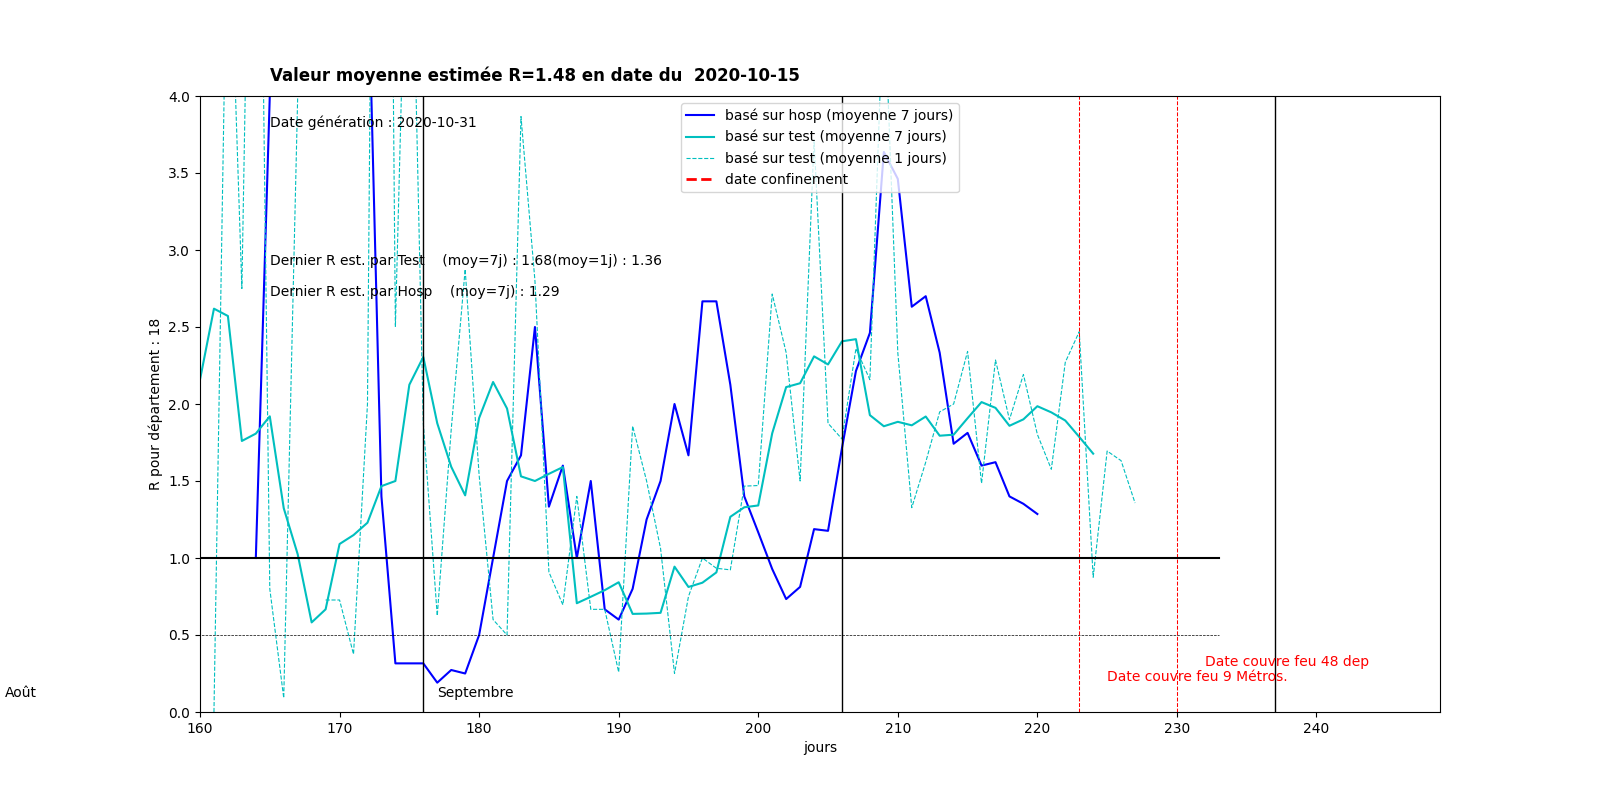 Valeur moyenne estimée R=1.48 en date du  2020-10-15
4.0
3.5
3.0
2.5
2.0
1.5
1.0
0.5
0.0
R pour département : 18
Date génération : 2020-10-31
basé sur hosp (moyenne 7 jours)
basé sur test (moyenne 7 jours)
basé sur test (moyenne 1 jours)
date confinement
Dernier R est. par Test    (moy=7j) : 1.68(moy=1j) : 1.36
Dernier R est. par Hosp    (moy=7j) : 1.29
Date couvre feu 48 dep
Date couvre feu 9 Métros.
Août
Septembre
160 170 180 190 200 210 220 230 240
jours